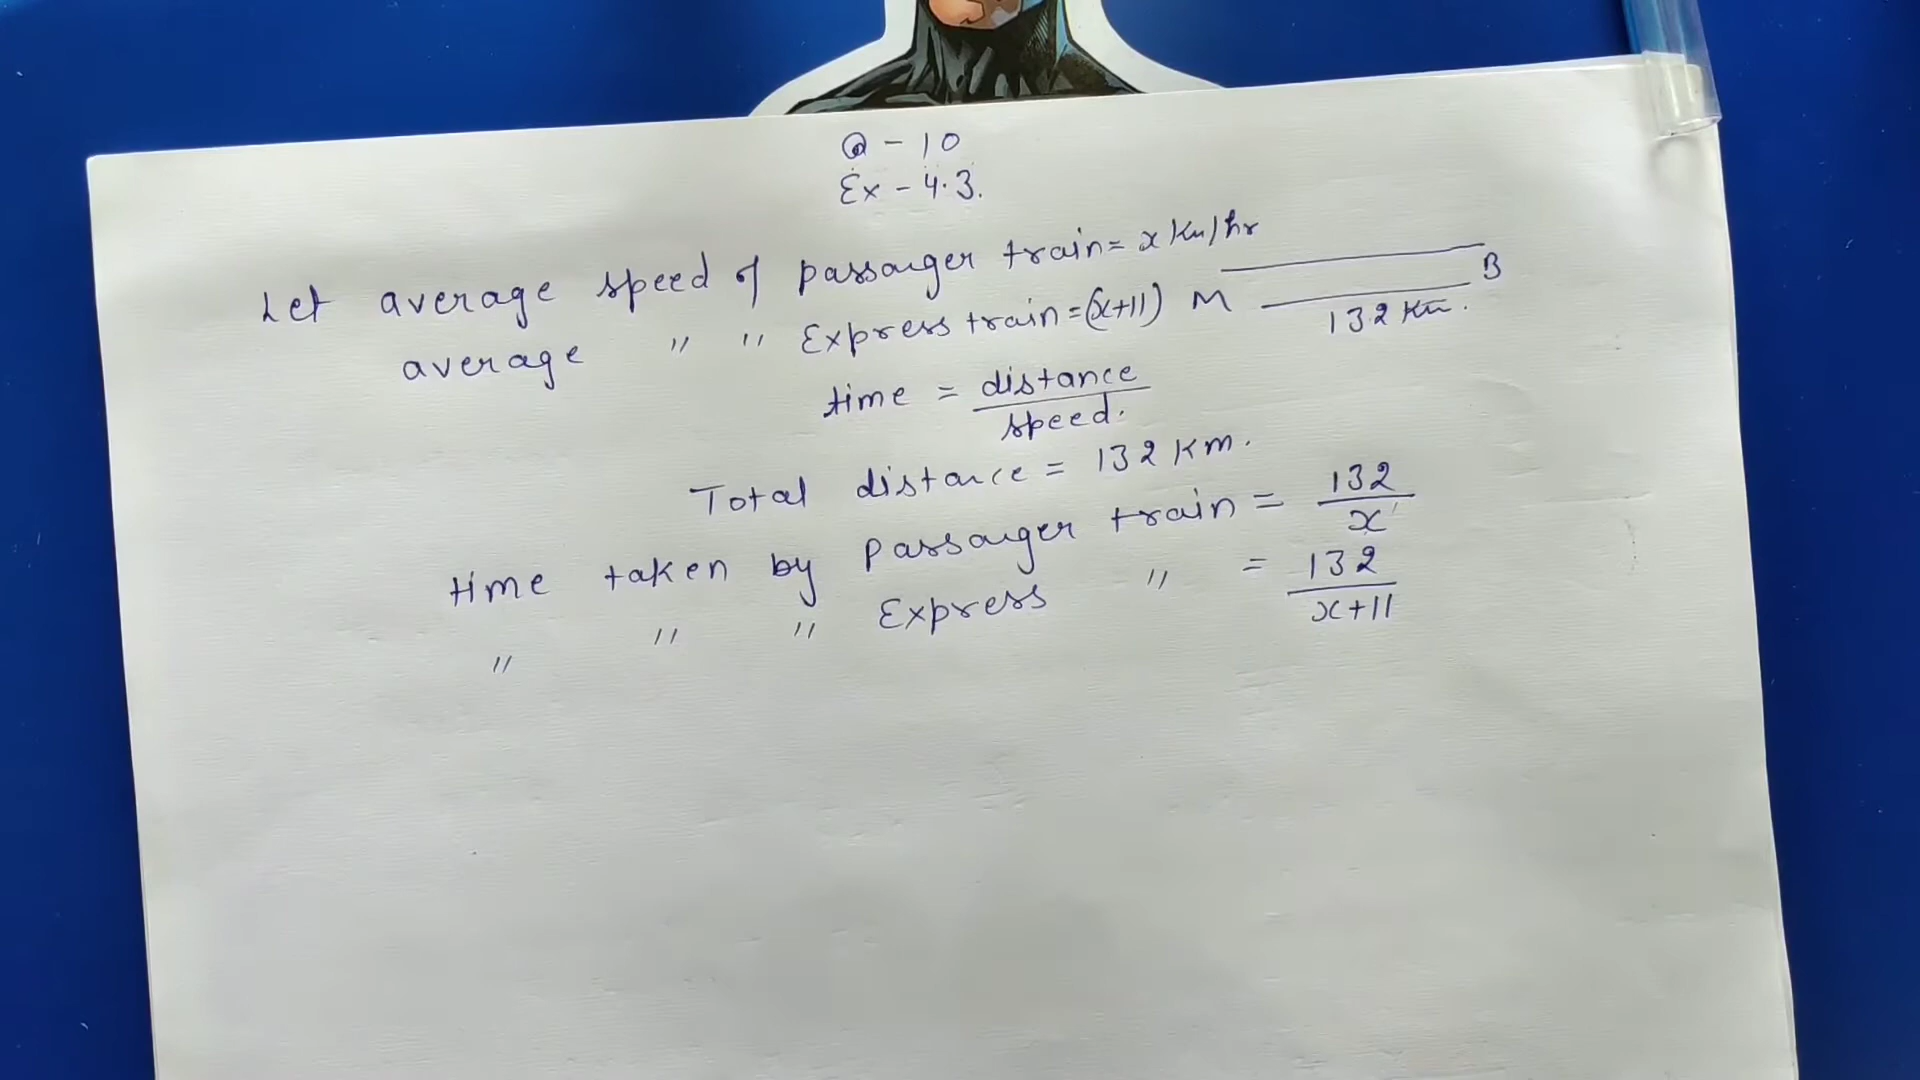 Q - 10
Ex - 4.3.
Let average speed of passanger train = x Km/hr
average " " Express train = (x+11) M B
132 Km.
time = distance / speed.
Total distance = 132 Km.
time taken by Passanger train = 132 / x
" " " Express " = 132 / x+11